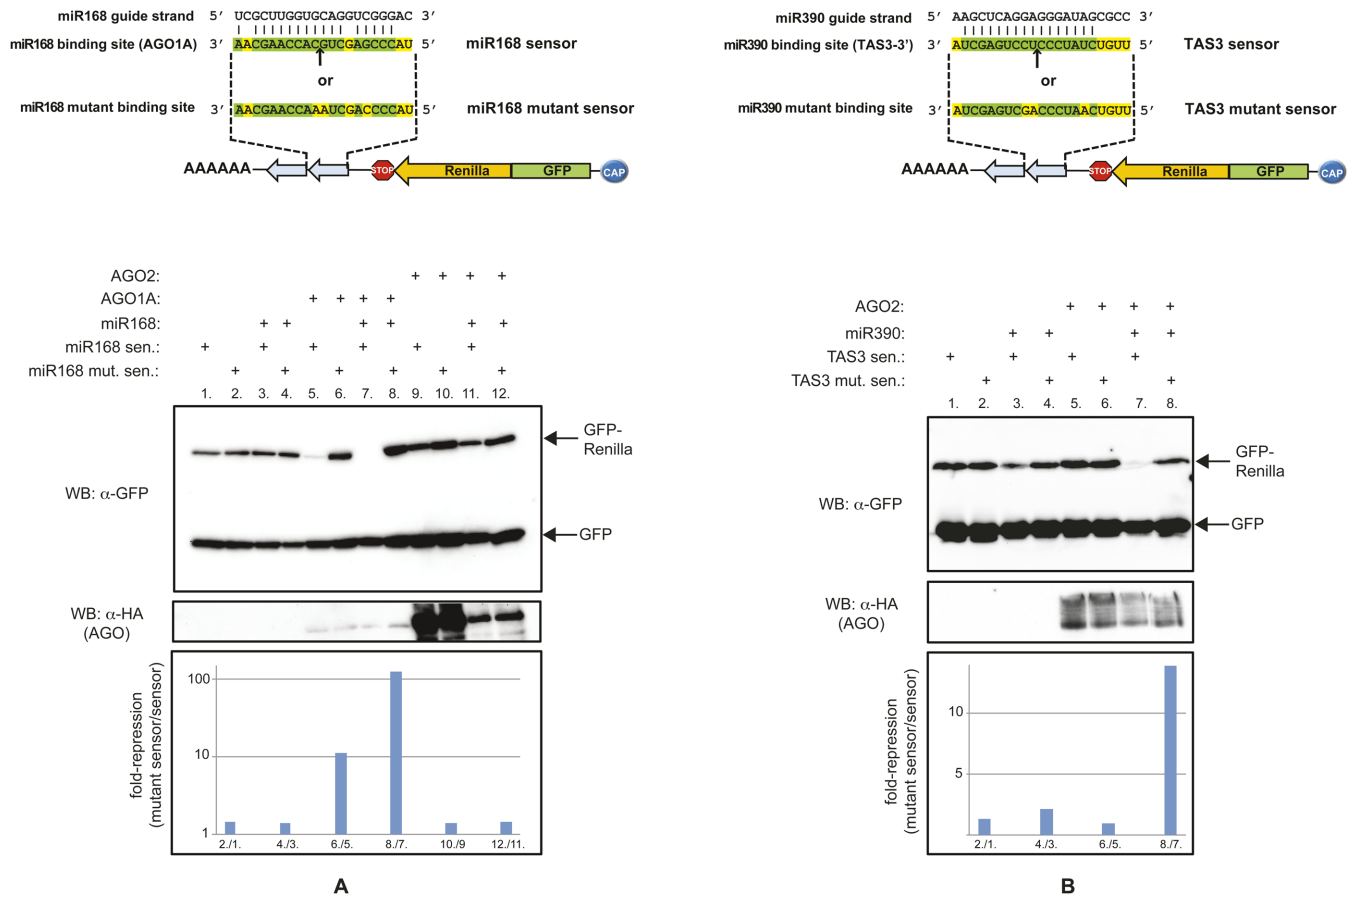 miR168 guide strand 5′ UCGCUUGGUGCAGGUCGGGAC 3′
miR168 binding site (AGO1A) 3′ AACGAACCACGUCGAGCCCAU 5′ miR168 sensor
or
miR168 mutant binding site 3′ AACGAACCAAAUCGACCCCAU 5′ miR168 mutant sensor
AAAAAA STOP Renilla GFP CAP
AGO2: + + + +
AGO1A: + + + +
miR168: + + + + + +
miR168 sen.: + + + + + +
miR168 mut. sen.: + + + + + +
1. 2. 3. 4. 5. 6. 7. 8. 9. 10. 11. 12.
GFP-
Renilla
WB: α-GFP
GFP
WB: α-HA
(AGO)
fold-repression
(mutant sensor/sensor)
100
10
1
2./1. 4./3. 6./5. 8./7. 10./9 12./11.
A
miR390 guide strand 5′ AAGCUCAGGAGGGAUAGCGCC 3′
miR390 binding site (TAS3-3′) 3′ AUCGAGUCCUCCCUAUCUGUU 5′ TAS3 sensor
or
miR390 mutant binding site 3′ AUCGAGUCGACCCUAACUGUU 5′ TAS3 mutant sensor
AAAAAA STOP Renilla GFP CAP
AGO2: + + + +
miR390: + + + +
TAS3 sen.: + + + +
TAS3 mut. sen.: + + + +
1. 2. 3. 4. 5. 6. 7. 8.
GFP-
Renilla
WB: α-GFP
GFP
WB: α-HA
(AGO)
fold-repression
(mutant sensor/sensor)
10
5
2./1. 4./3. 6./5. 8./7.
B